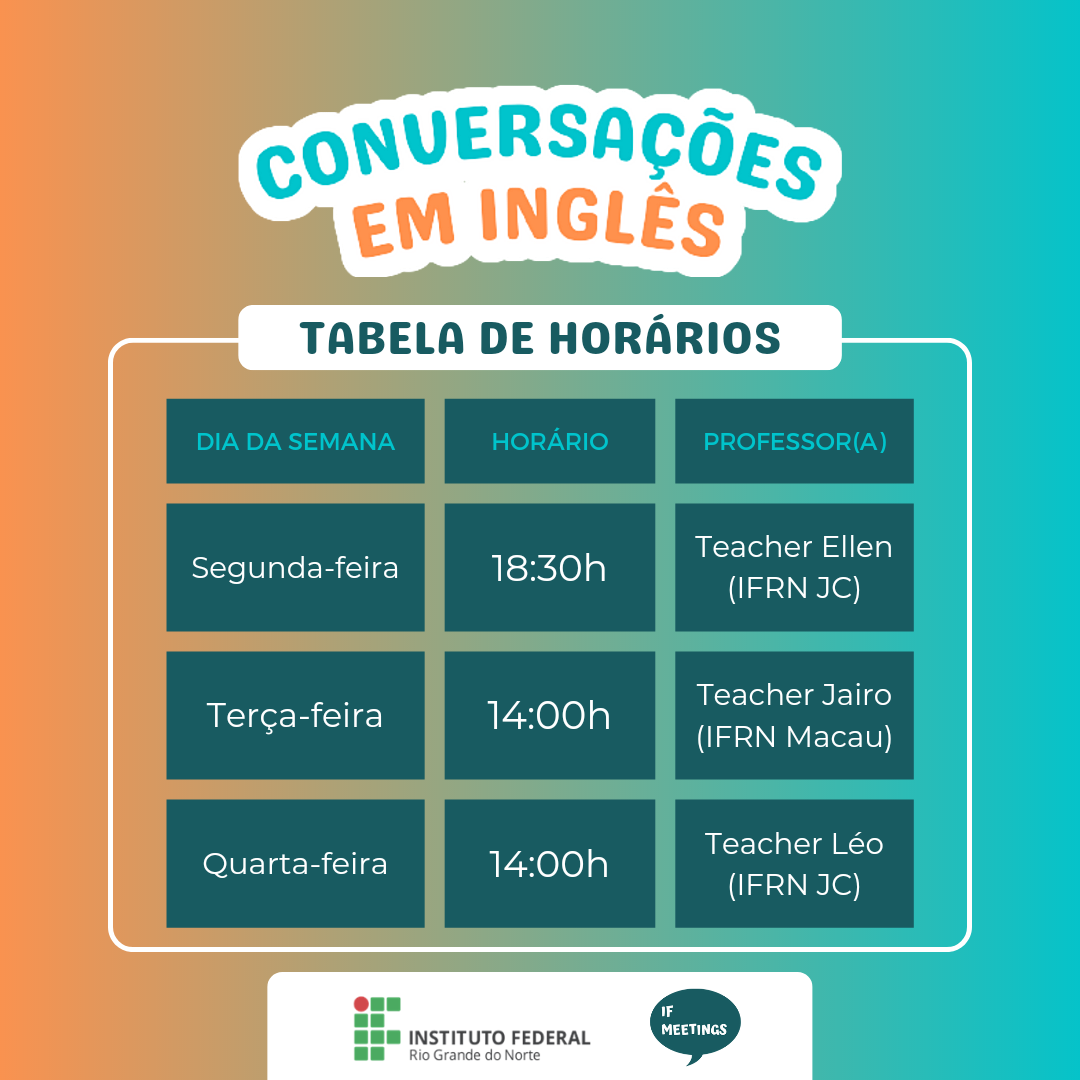 CONVERSAÇÕES
EM INGLÊS
TABELA DE HORÁRIOS
DIA DA SEMANA
HORÁRIO
PROFESSOR(A)
Segunda-feira
18:30h
Teacher Ellen
(IFRN JC)
Terça-feira
14:00h
Teacher Jairo
(IFRN Macau)
Quarta-feira
14:00h
Teacher Léo
(IFRN JC)
INSTITUTO FEDERAL
Rio Grande do Norte
IF
MEETINGS